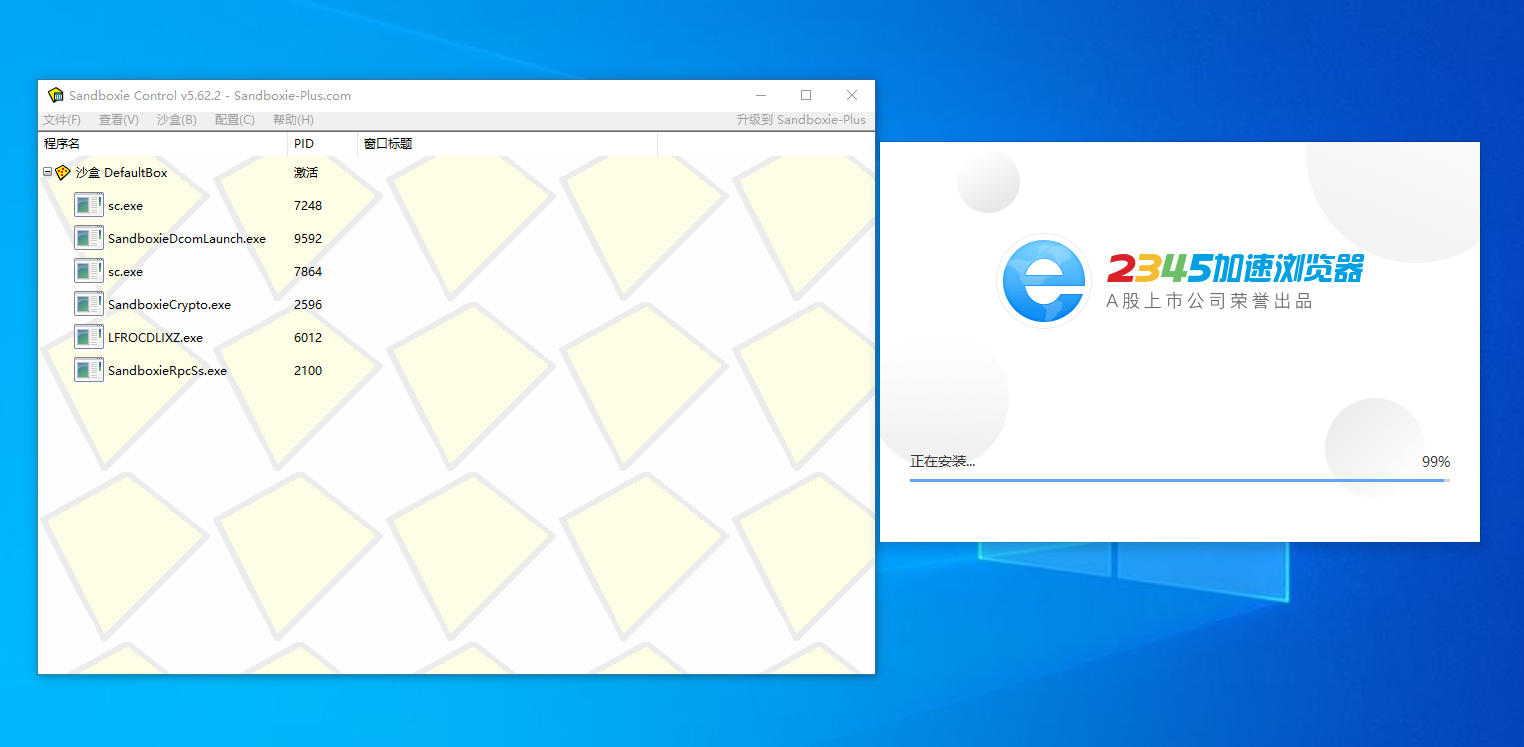 Sandboxie Control v5.62.2 - Sandboxie-Plus.com
文件(F) 查看(V) 沙盒(B) 配置(C) 帮助(H) 升级到 Sandboxie-Plus
程序名 PID 窗口标题
沙盒 DefaultBox 激活
sc.exe 7248
SandboxieDcomLaunch.exe 9592
sc.exe 7864
SandboxieCrypto.exe 2596
LFROCDLIXZ.exe 6012
SandboxieRpcSs.exe 2100
2345加速浏览器
A股上市公司荣誉出品
正在安装... 99%